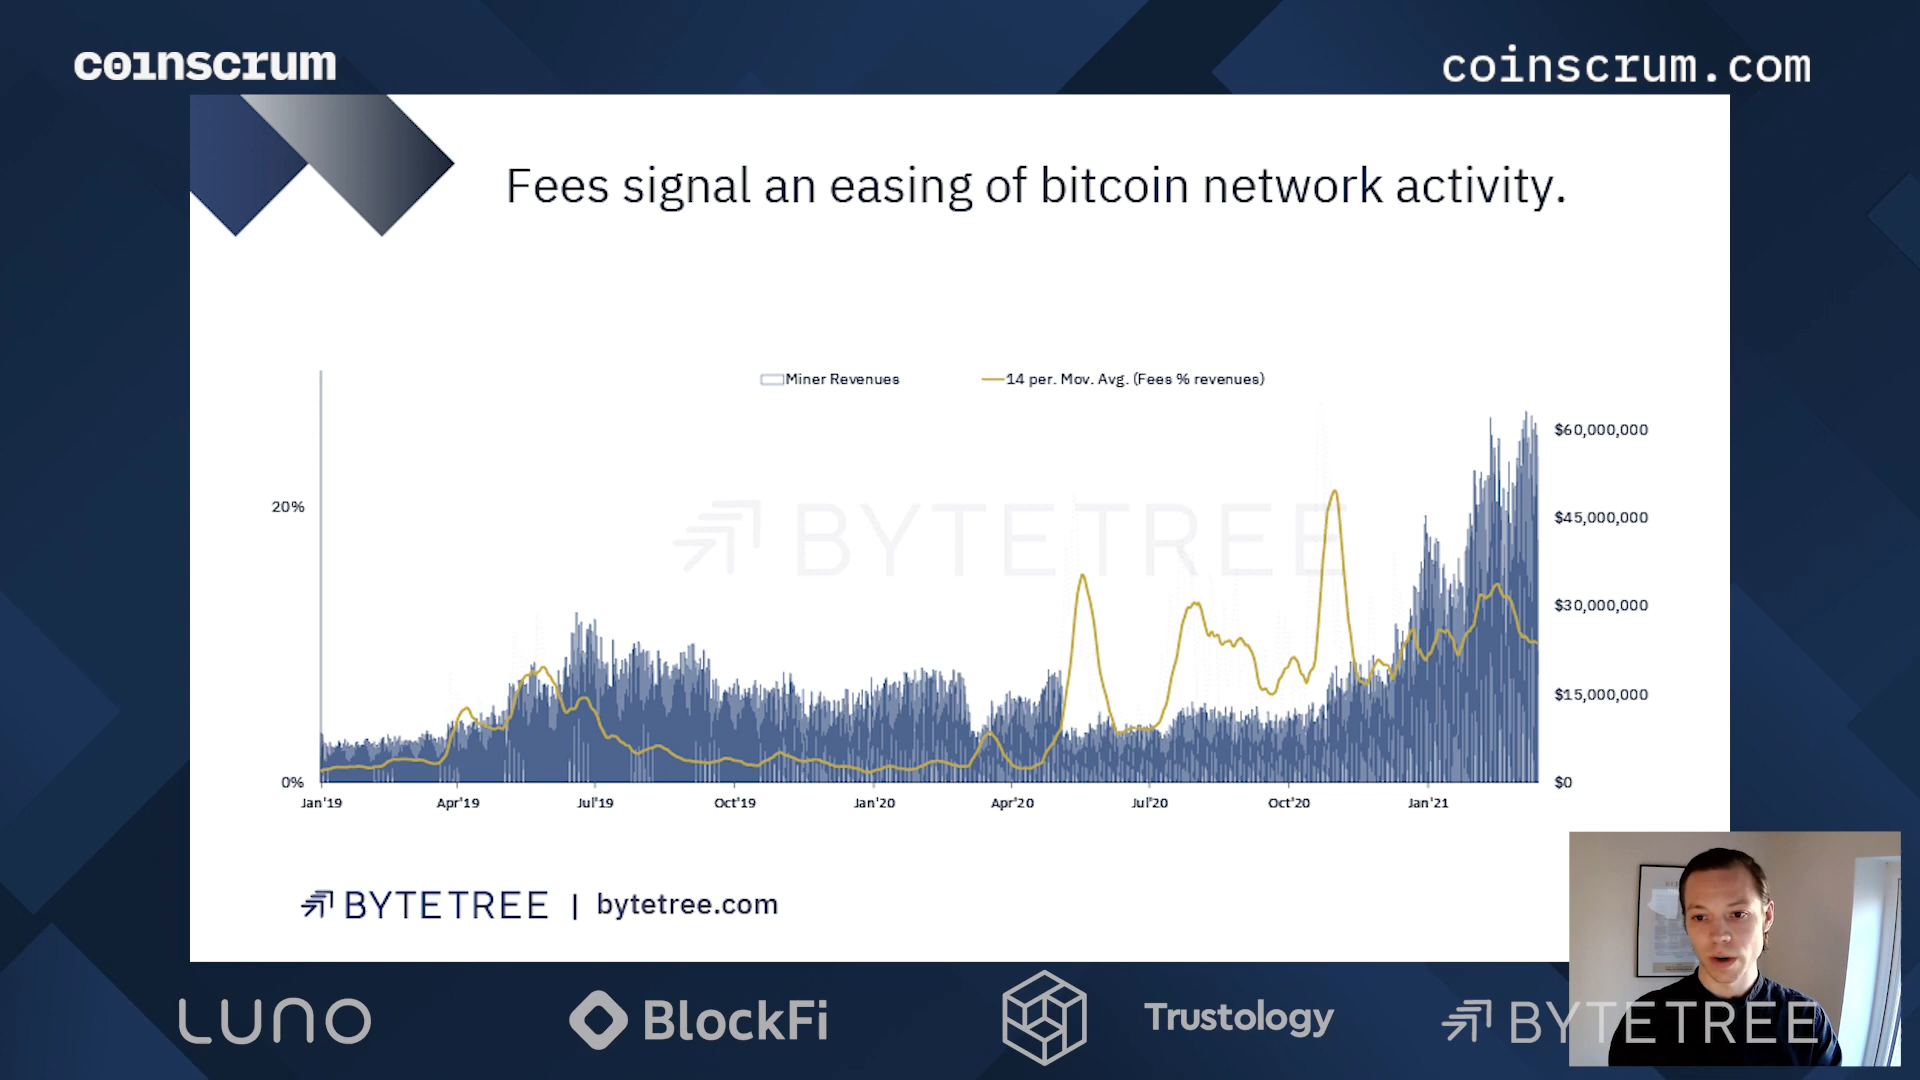 coinscrum
coinscrum.com
Fees signal an easing of bitcoin network activity.
Miner Revenues
14 per. Mov. Avg. (Fees % revenues)
$60,000,000
20%
$45,000,000
BYTETREE
$30,000,000
$15,000,000
0%
$0
Jan'19
Apr'19
Jul'19
Oct'19
Jan'20
Apr'20
Jul'20
Oct'20
Jan'21
BYTETREE | bytetree.com
LUNO
BlockFi
Trustology
BYTETREE